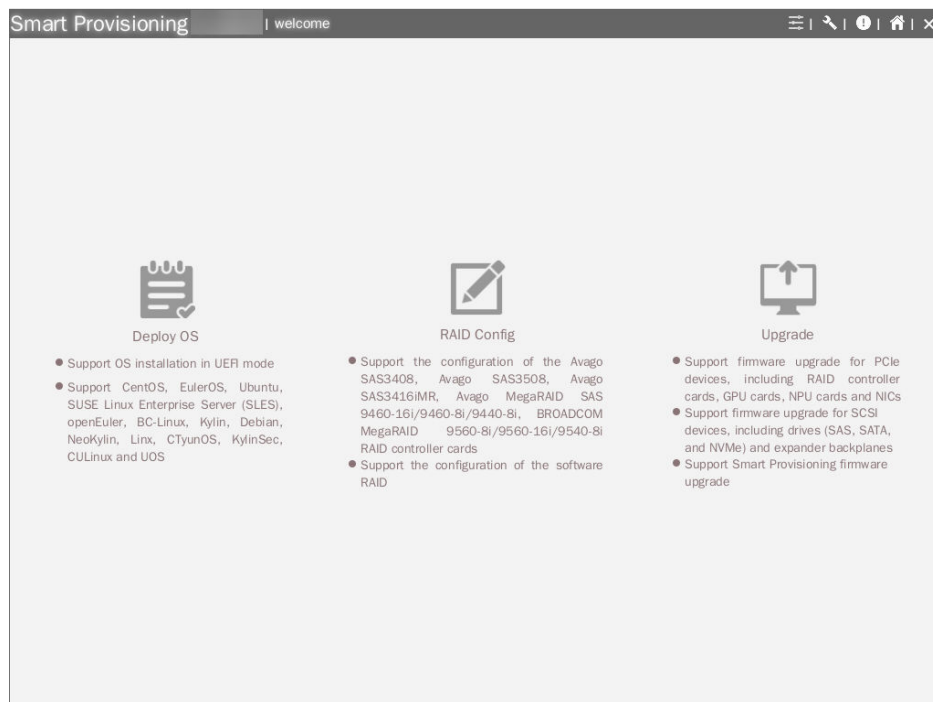 Smart Provisioning | welcome
Deploy OS
Support OS installation in UEFI mode
Support CentOS, EulerOS, Ubuntu,
SUSE Linux Enterprise Server (SLES),
openEuler, BC-Linux, Kylin, Debian,
NeoKylin, Linx, CTyunOS, KylinSec,
CULinux and UOS
RAID Config
Support the configuration of the Avago
SAS3408, Avago SAS3508, Avago
SAS3416iMR, Avago MegaRAID SAS
9460-16i/9460-8i/9440-8i, BROADCOM
MegaRAID 9560-8i/9560-16i/9540-8i
RAID controller cards
Support the configuration of the software
RAID
Upgrade
Support firmware upgrade for PCIe
devices, including RAID controller
cards, GPU cards, NPU cards and NICs
Support firmware upgrade for SCSI
devices, including drives (SAS, SATA,
and NVMe) and expander backplanes
Support Smart Provisioning firmware
upgrade